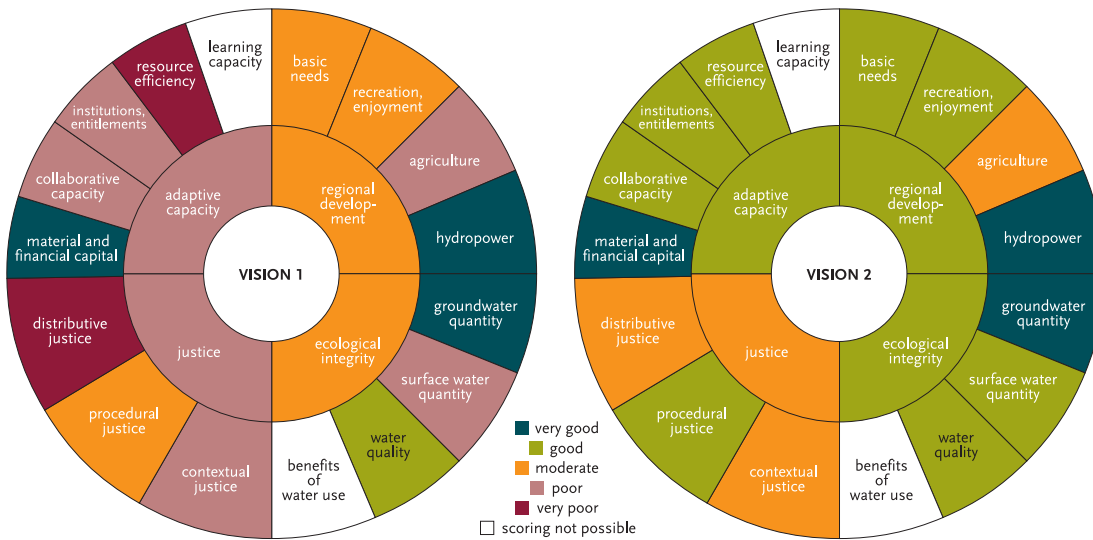 learning
capacity
basic
needs
resource
efficiency
recreation,
enjoyment
institutions,
entitlements
agriculture
collaborative
capacity
adaptive
capacity
regional
develop-
ment
material and
financial capital
hydropower
VISION 1
distributive
justice
groundwater
quantity
justice
ecological
integrity
surface water
quantity
procedural
justice
water
quality
contextual
justice
benefits
of
water use
very good
good
moderate
poor
very poor
scoring not possible
learning
capacity
basic
needs
resource
efficiency
recreation,
enjoyment
institutions,
entitlements
agriculture
collaborative
capacity
adaptive
capacity
regional
develop-
ment
material and
financial capital
hydropower
VISION 2
distributive
justice
groundwater
quantity
justice
ecological
integrity
surface water
quantity
procedural
justice
water
quality
contextual
justice
benefits
of
water use